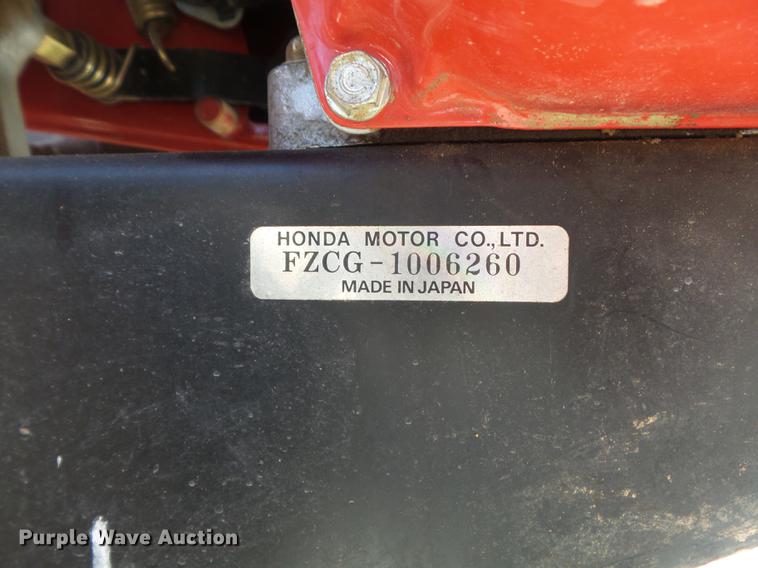 HONDA MOTOR CO.,LTD.
FZCG-1006260
MADE IN JAPAN
Purple Wave Auction